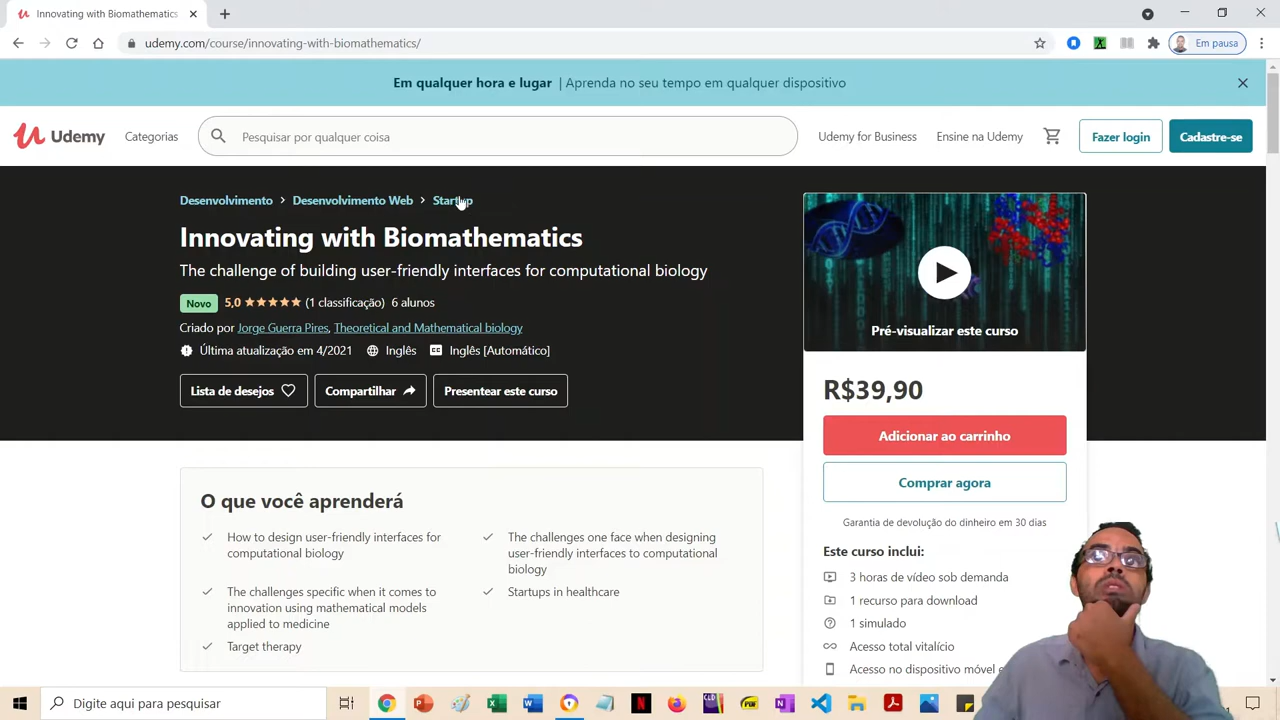 Innovating with Biomathematics
udemy.com/course/innovating-with-biomathematics/
Em pausa
Em qualquer hora e lugar | Aprenda no seu tempo em qualquer dispositivo
Udemy
Categorias
Pesquisar por qualquer coisa
Udemy for Business
Ensine na Udemy
Fazer login
Cadastre-se
Desenvolvimento > Desenvolvimento Web > Startup
Innovating with Biomathematics
The challenge of building user-friendly interfaces for computational biology
Novo 5,0 (1 classificação) 6 alunos
Criado por Jorge Guerra Pires, Theoretical and Mathematical biology
Última atualização em 4/2021 Inglês CC Inglês [Automático]
Lista de desejos
Compartilhar
Presentear este curso
Pré-visualizar este curso
R$39,90
Adicionar ao carrinho
Comprar agora
Garantia de devolução do dinheiro em 30 dias
Este curso inclui:
3 horas de vídeo sob demanda
1 recurso para download
1 simulado
Acesso total vitalício
Acesso no dispositivo móvel
O que você aprenderá
How to design user-friendly interfaces for
computational biology
The challenges one face when designing
user-friendly interfaces to computational
biology
The challenges specific when it comes to
innovation using mathematical models
applied to medicine
Startups in healthcare
Target therapy
Digite aqui para pesquisar